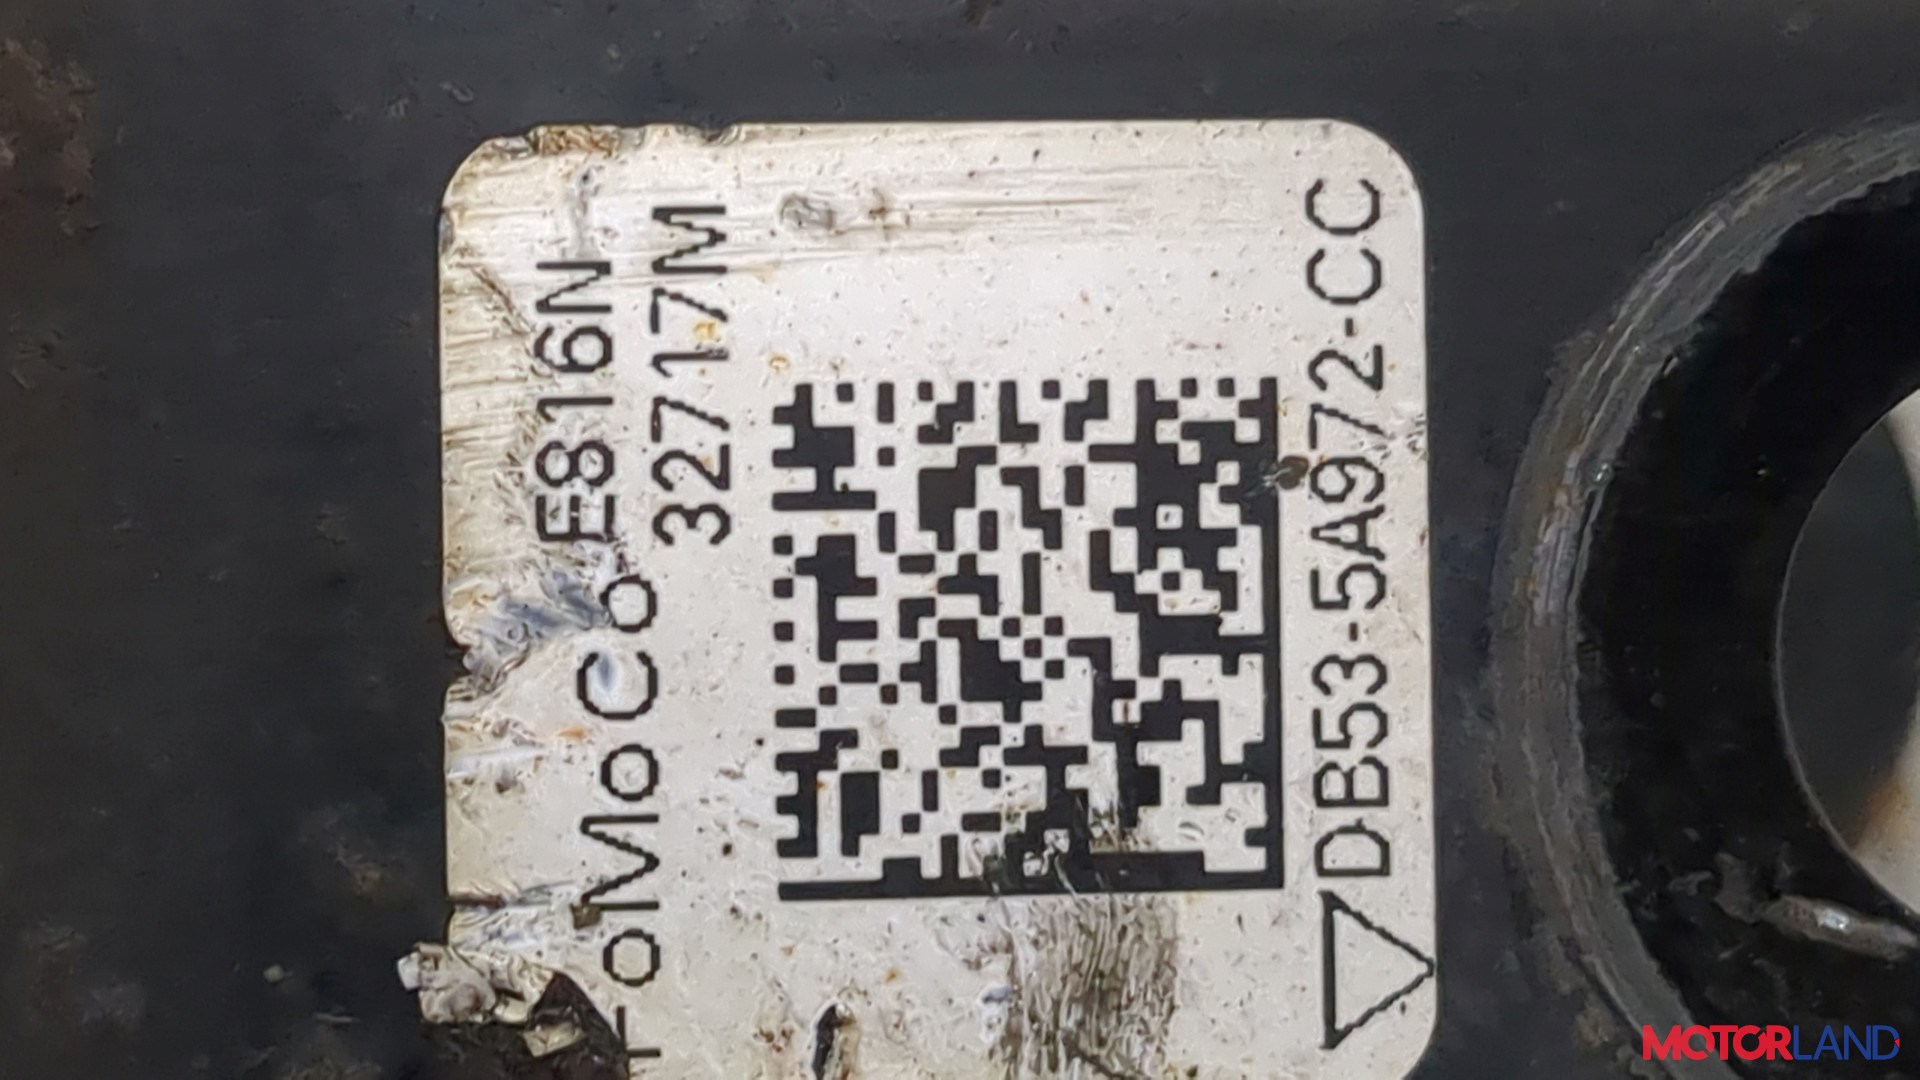 FoMoCo E816N
32717M
▽DB53-5A972-CC
MOTORLAND